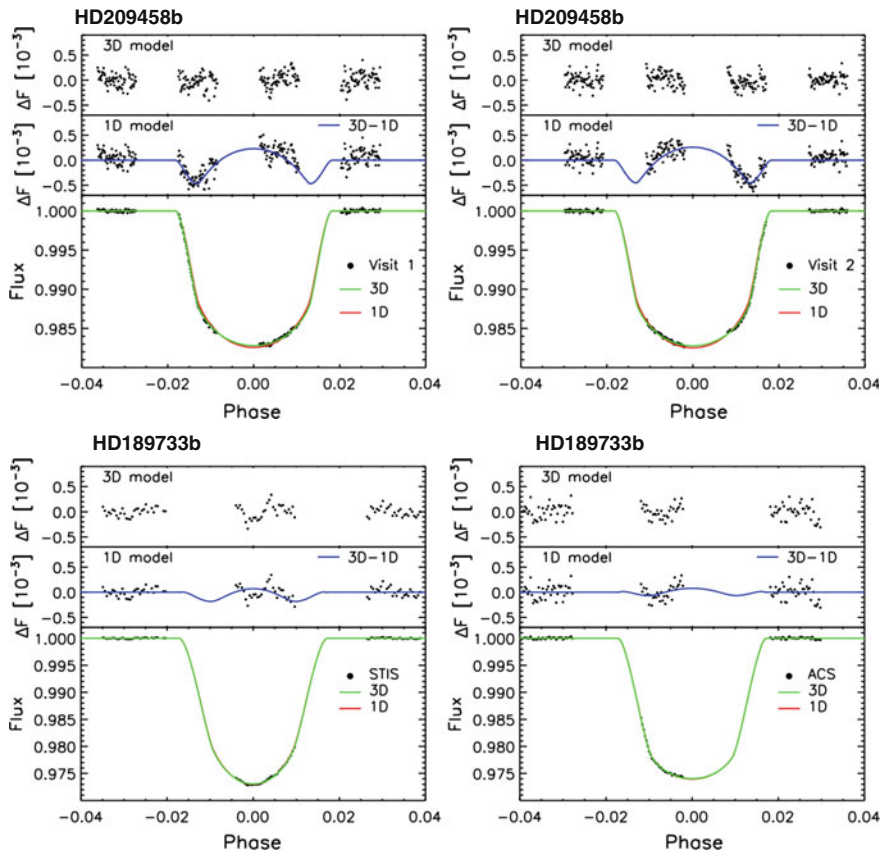 HD209458b
3D model
ΔF [10⁻³]
0.5
0.0
−0.5
1D model
3D−1D
ΔF [10⁻³]
0.5
0.0
−0.5
Flux
1.000
0.995
0.990
0.985
Visit 1
3D
1D
−0.04 −0.02 0.00 0.02 0.04
Phase
HD209458b
3D model
ΔF [10⁻³]
0.5
0.0
−0.5
1D model
3D−1D
ΔF [10⁻³]
0.5
0.0
−0.5
Flux
1.000
0.995
0.990
0.985
Visit 2
3D
1D
−0.04 −0.02 0.00 0.02 0.04
Phase
HD189733b
3D model
ΔF [10⁻³]
0.5
0.0
−0.5
1D model
3D−1D
ΔF [10⁻³]
0.5
0.0
−0.5
Flux
1.000
0.995
0.990
0.985
0.980
0.975
STIS
3D
1D
−0.04 −0.02 0.00 0.02 0.04
Phase
HD189733b
3D model
ΔF [10⁻³]
0.5
0.0
−0.5
1D model
3D−1D
ΔF [10⁻³]
0.5
0.0
−0.5
Flux
1.000
0.995
0.990
0.985
0.980
0.975
ACS
3D
1D
−0.04 −0.02 0.00 0.02 0.04
Phase